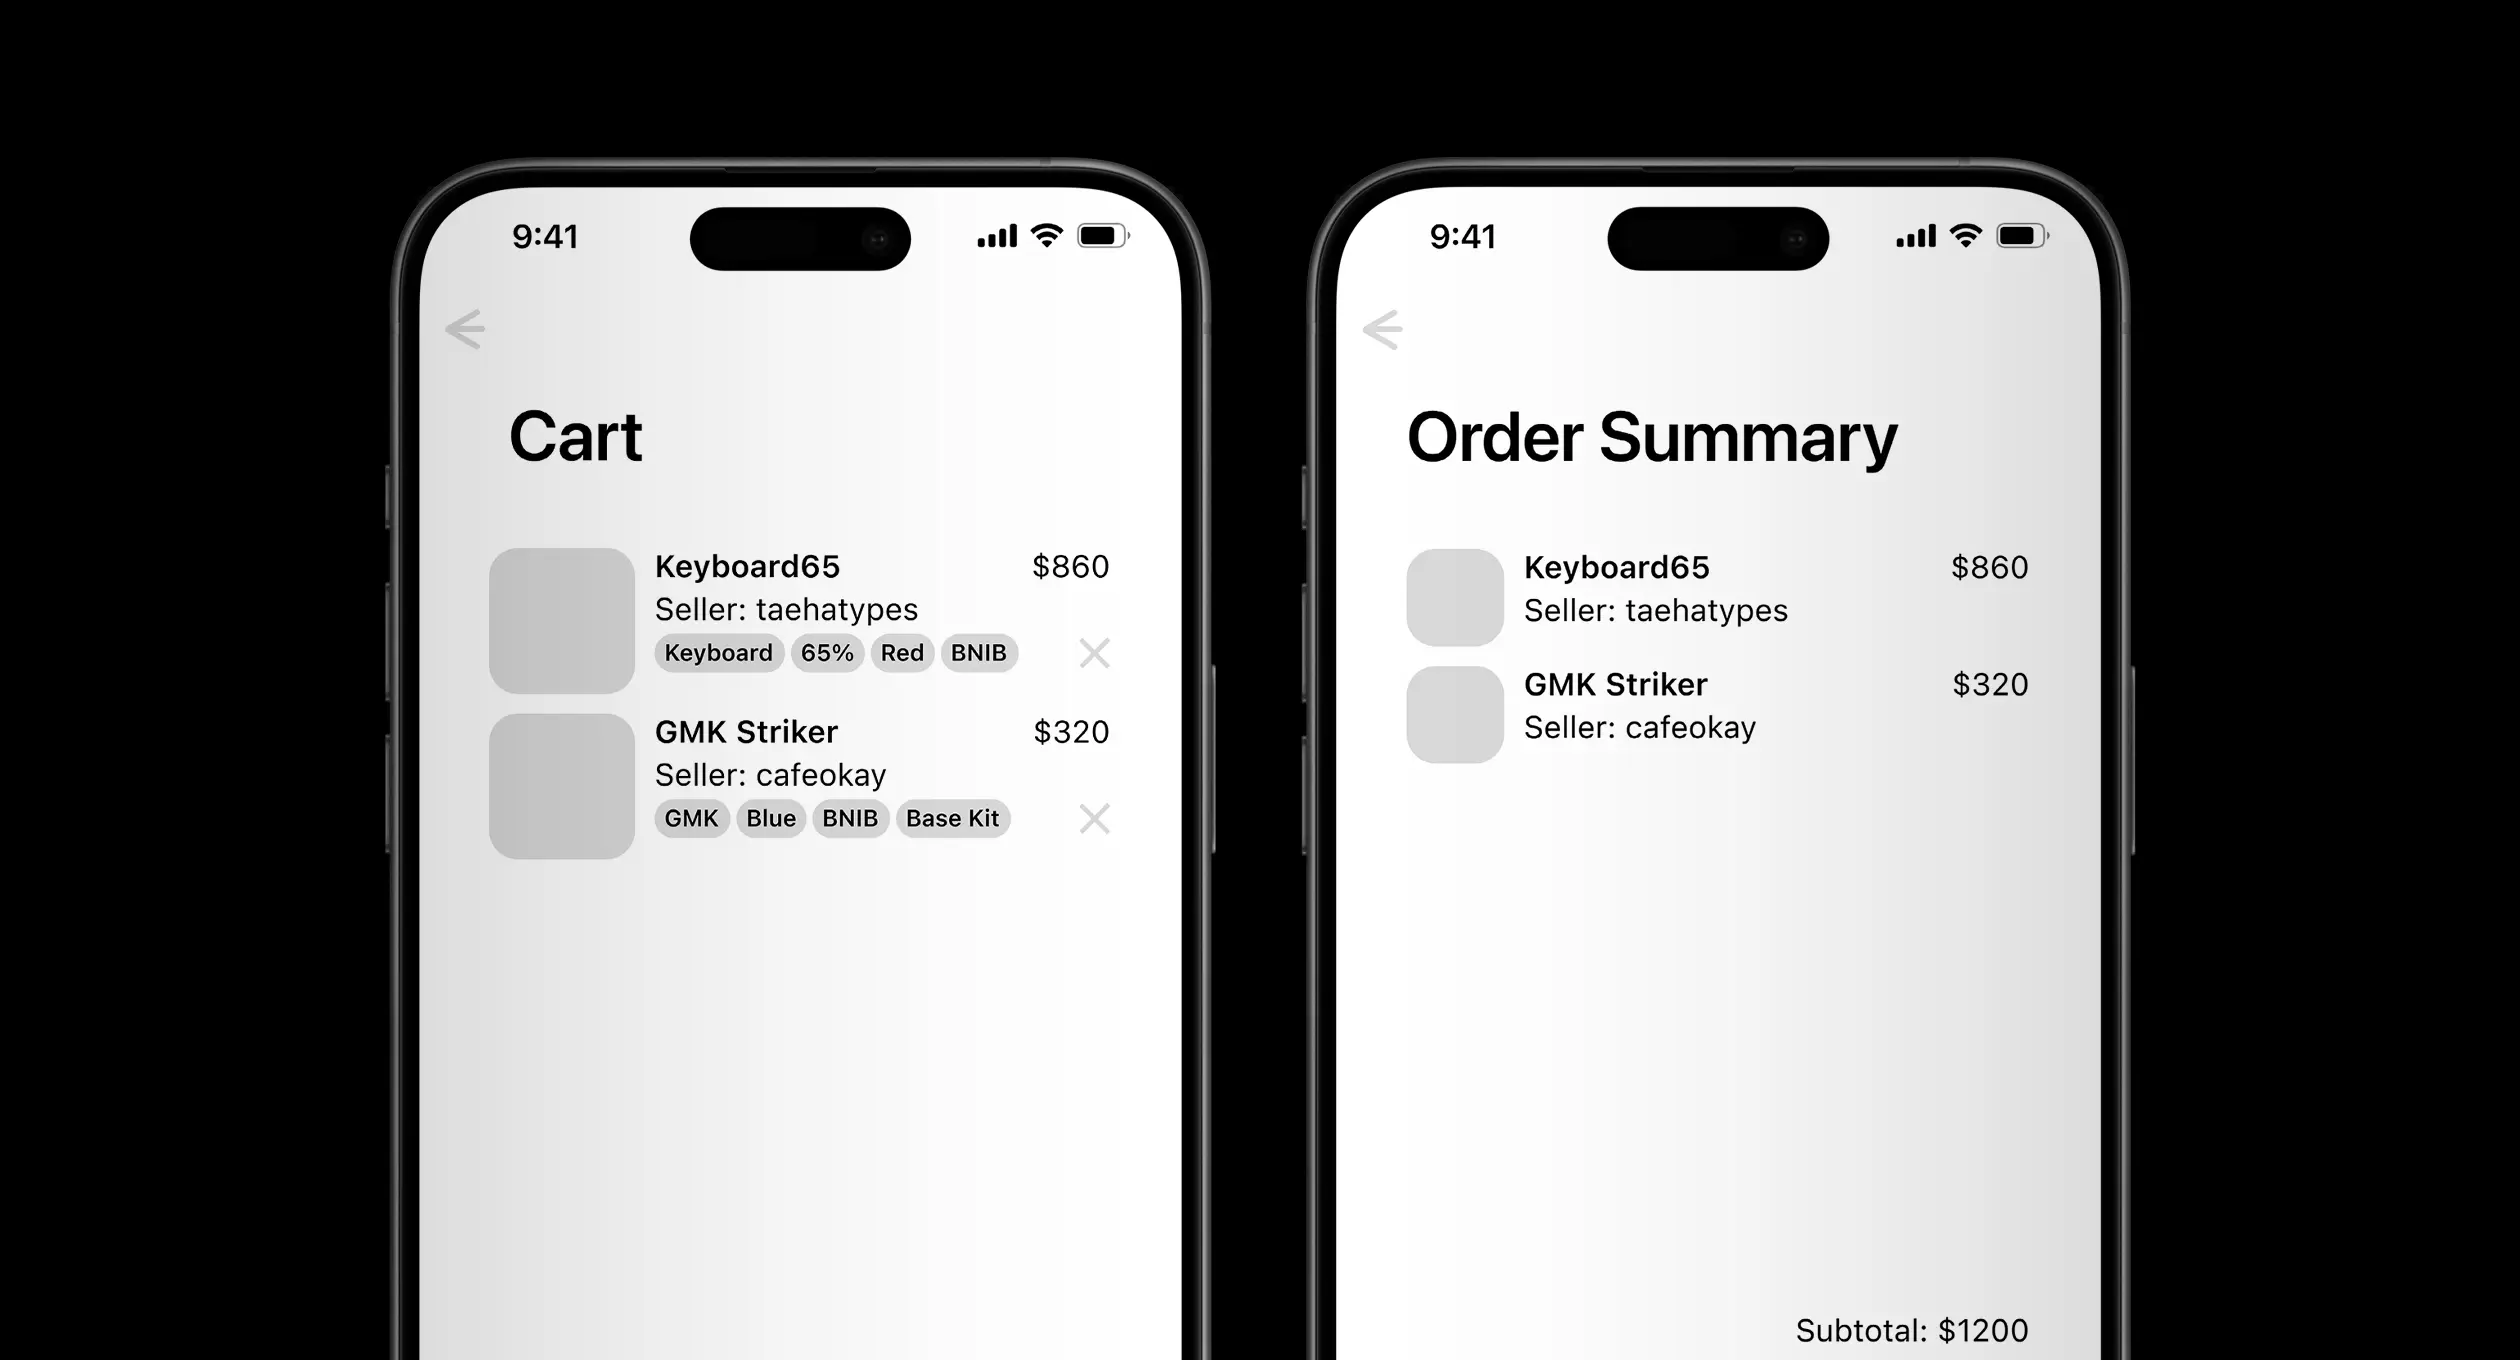 9:41
Cart
Keyboard65 $860
Seller: taehatypes
Keyboard 65% Red BNIB
GMK Striker $320
Seller: cafeokay
GMK Blue BNIB Base Kit
9:41
Order Summary
Keyboard65 $860
Seller: taehatypes
GMK Striker $320
Seller: cafeokay
Subtotal: $1200